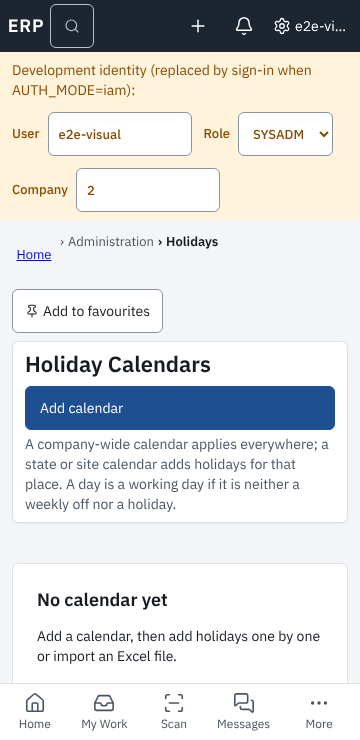 ERP
e2e-vi...
Development identity (replaced by sign-in when
AUTH_MODE=iam):
User e2e-visual Role SYSADM
Company 2
Home › Administration › Holidays
Add to favourites
Holiday Calendars
Add calendar
A company-wide calendar applies everywhere; a
state or site calendar adds holidays for that
place. A day is a working day if it is neither a
weekly off nor a holiday.
No calendar yet
Add a calendar, then add holidays one by one
or import an Excel file.
Home My Work Scan Messages More